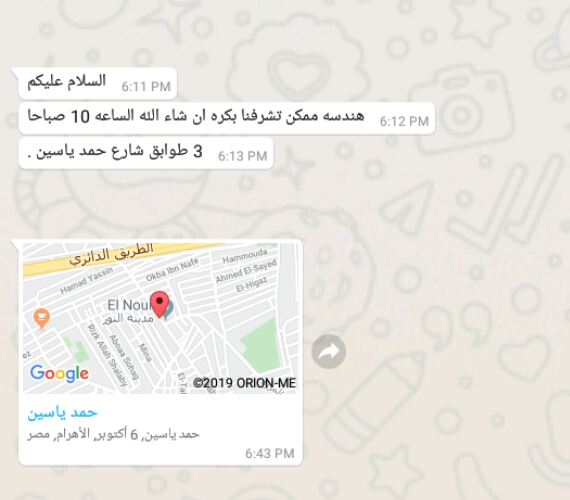 السلام عليكم
6:11 PM
هندسه ممكن تشرفنا بكره ان شاء الله الساعه 10 صباحا
6:12 PM
3 طوابق شارع حمد ياسين .
6:13 PM
الطريق الدائري
Hamad Yassin
Okba Ibn Nafe
Hammouda
Ahmed El-Sayed
El-Higaz
El Nour
مدينه النور
ez
Rizk Allah Shalaby
Abnaa Sohag
Mina
El-Ta
Google
©2019 ORION-ME
حمد ياسين
حمد ياسين, 6 أكتوبر, الأهرام, مصر
6:43 PM